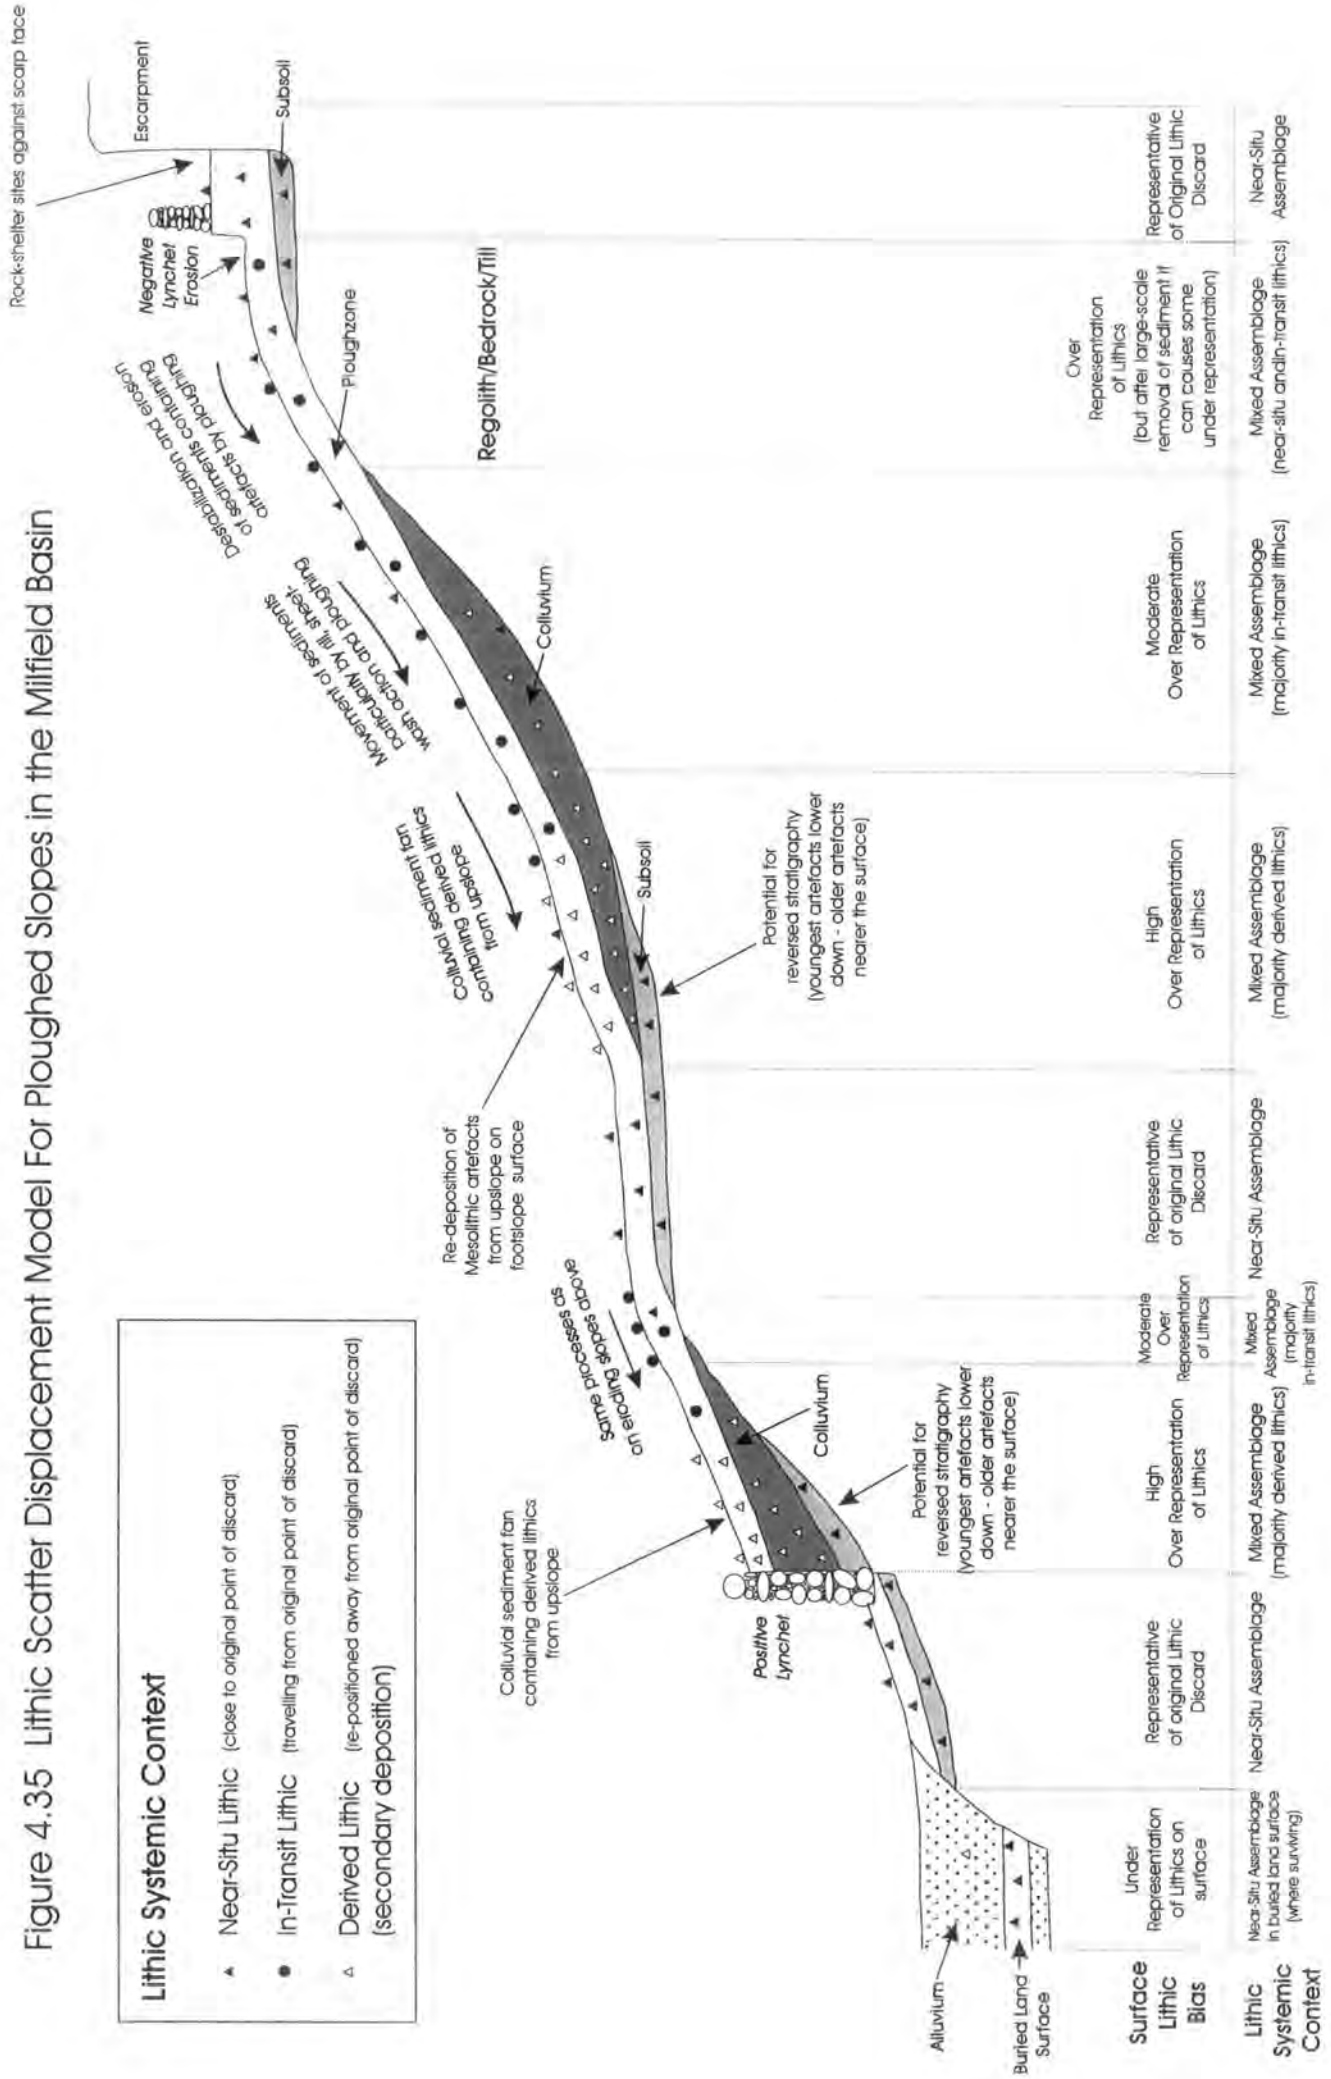 Figure 4.35 Lithic Scatter Displacement Model For Ploughed Slopes in the Milfield Basin
Lithic Systemic Context
Near-Situ Lithic (close to original point of discard)
In-Transit Lithic (travelling from original point of discard)
Derived Lithic (re-positioned away from original point of discard)
(secondary deposition)
Rock-shelter sites against scarp face
Escarpment
Subsoil
Negative
Lynchet
Erosion
Ploughzone
Regolith/Bedrock/Till
Destabilization and erosion
of sediments containing
artefacts by ploughing
Movement of sediments
particularly by rill, sheet-
wash action and ploughing
Colluvium
Colluvial sediment fan
containing derived lithics
from upslope
Re-deposition of
Mesolithic artefacts
from upslope on
footslope surface
Subsoil
Potential for
reversed stratigraphy
(youngest artefacts lower
down - older artefacts
nearer the surface)
Same processes as
on eroding slopes above
Colluvial sediment fan
containing derived lithics
from upslope
Colluvium
Positive
Lynchet
Potential for
reversed stratigraphy
(youngest artefacts lower
down - older artefacts
nearer the surface)
Alluvium
Buried Land
Surface
Surface
Lithic
Bias
Under
Representation
of Lithics on
surface
Representative
of original Lithic
Discard
High
Over Representation
of Lithics
Moderate
Over
Representation
of Lithics
Representative
of original Lithic
Discard
High
Over Representation
of Lithics
Moderate
Over Representation
of Lithics
Over
Representation
of Lithics
(but after large-scale
removal of sediment it
can causes some
under representation)
Representative
of Original Lithic
Discard
Lithic
Systemic
Context
Near-Situ Assemblage
in buried land surface
(where surviving)
Near-Situ Assemblage
Mixed Assemblage
(majority derived lithics)
Mixed
Assemblage
(majority
in-transit lithics)
Near-Situ Assemblage
Mixed Assemblage
(majority derived lithics)
Mixed Assemblage
(majority in-transit lithics)
Mixed Assemblage
(near-situ andin-transit lithics)
Near-Situ
Assemblage